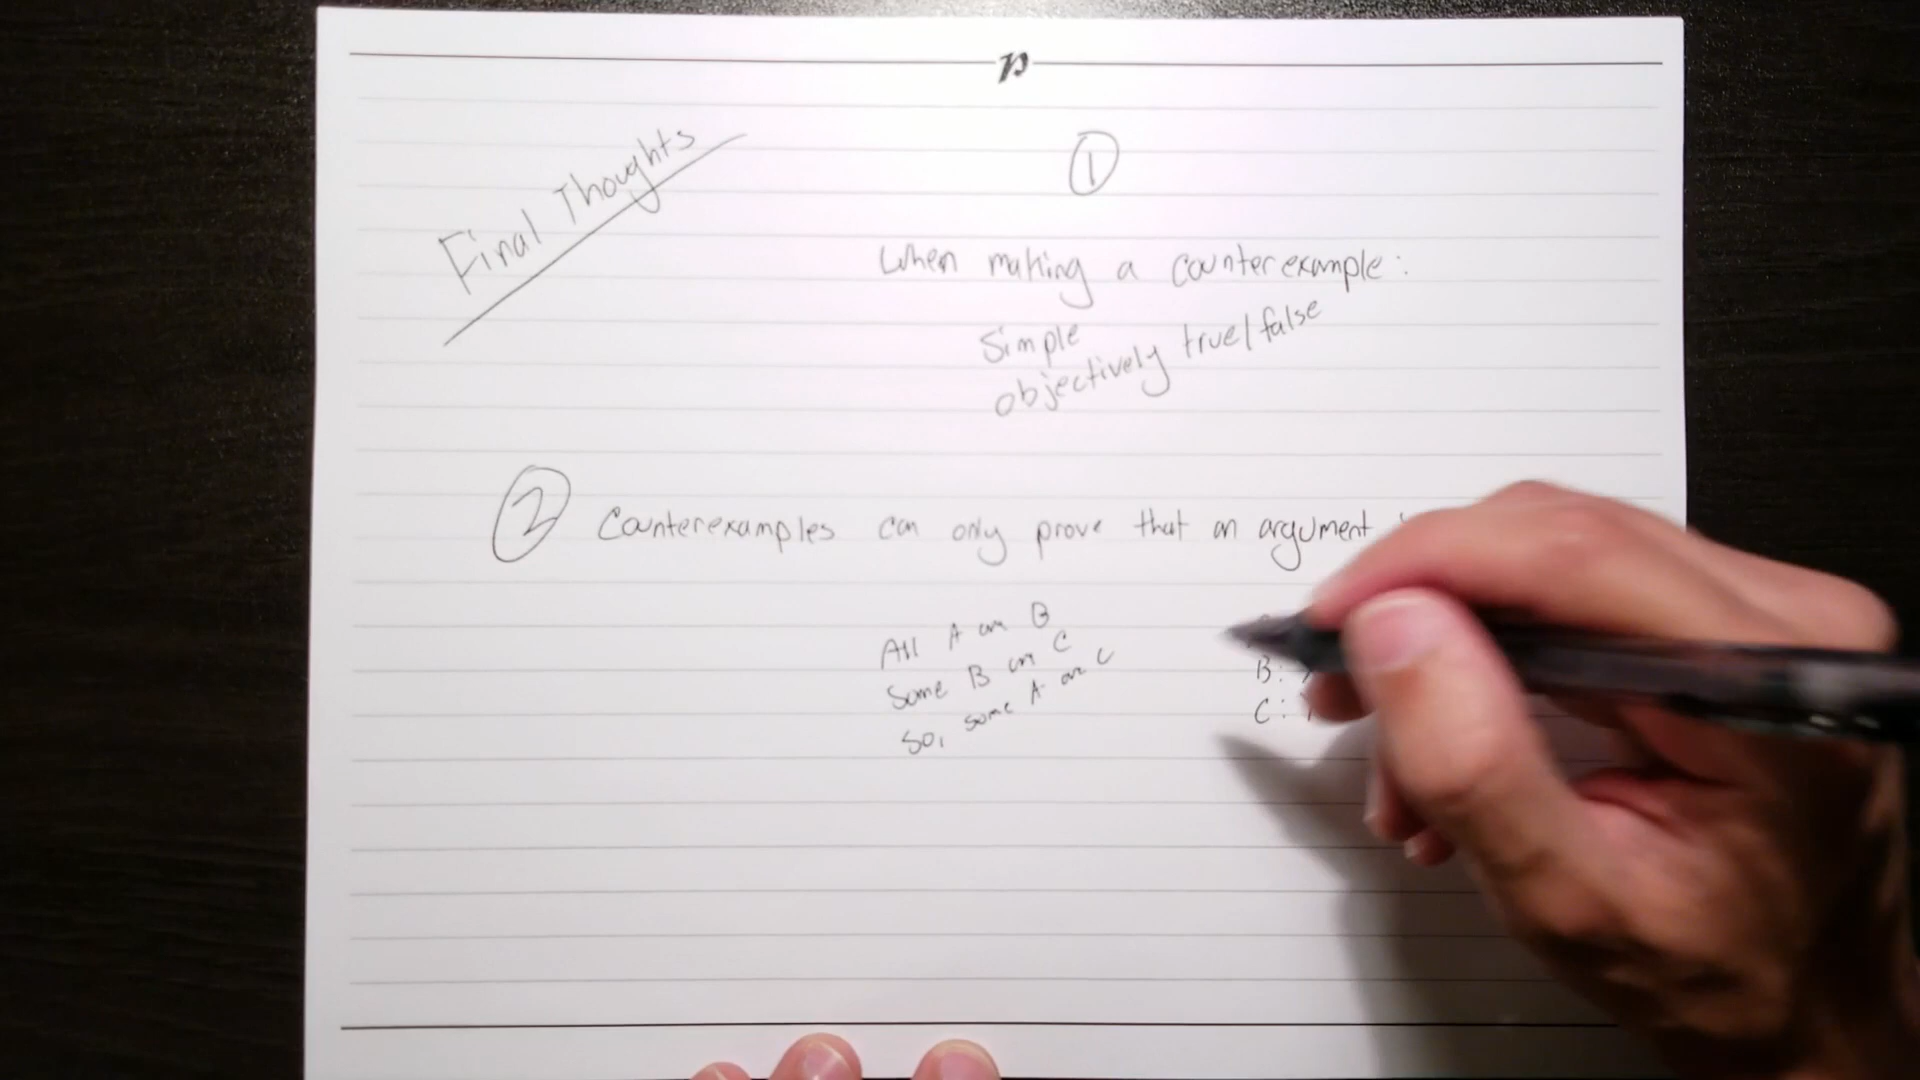 Final Thoughts
1
When making a counterexample:
Simple
objectively true/false
2 Counterexamples can only prove that an argument
All A are B
Some B are C
So, some A are C
B:
C: